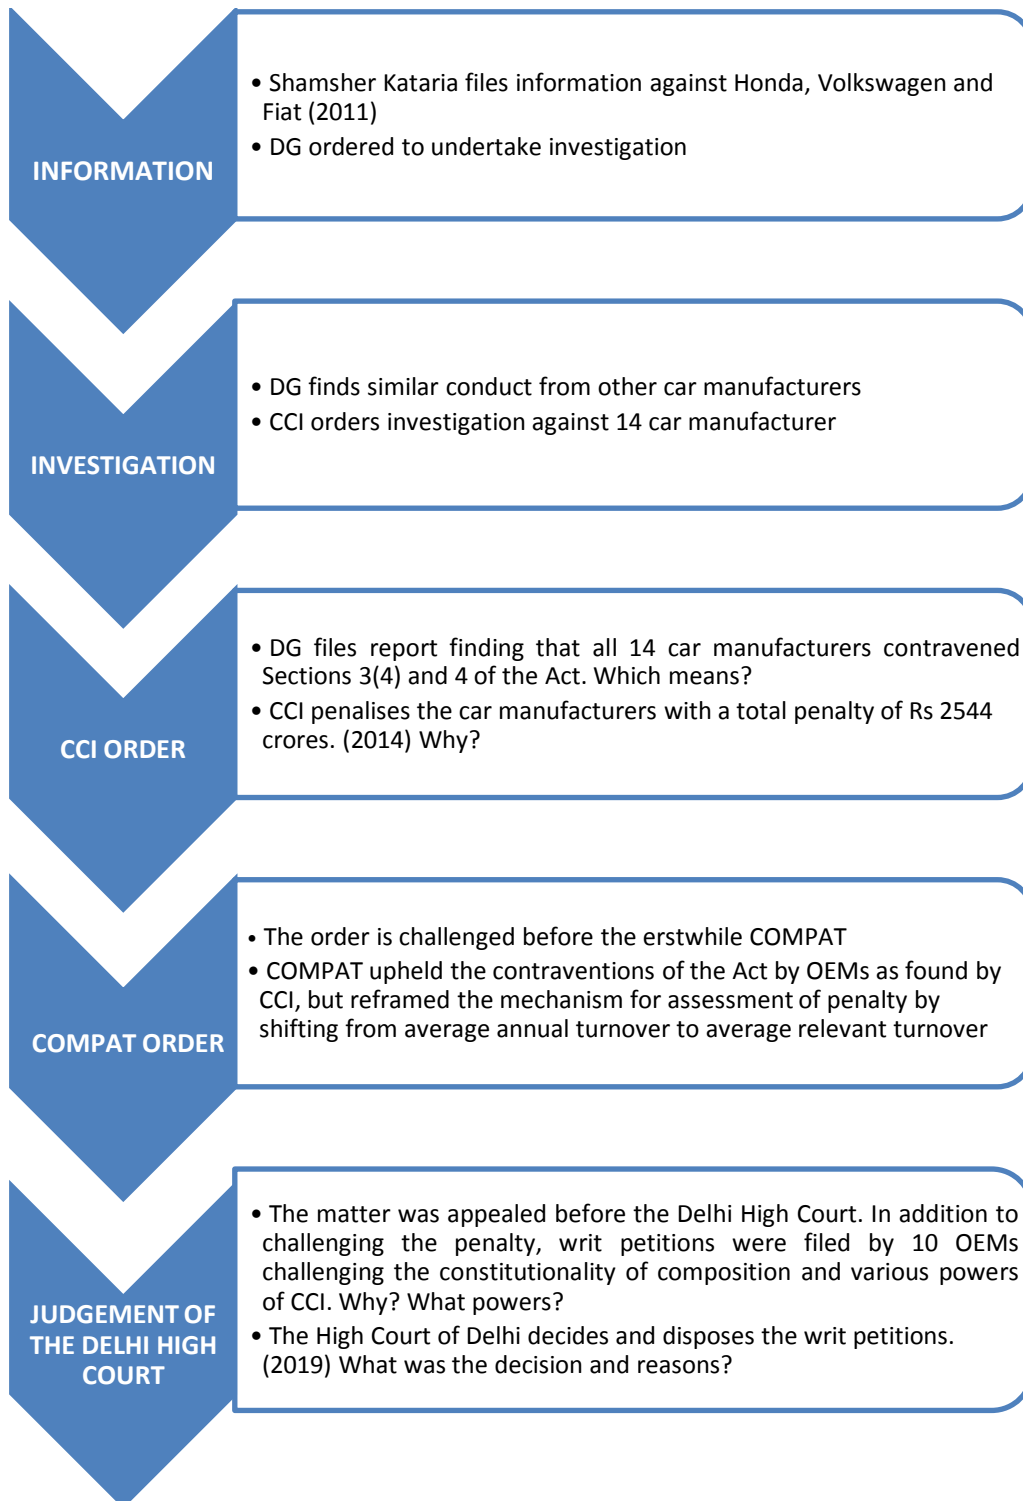 INFORMATION
• Shamsher Kataria files information against Honda, Volkswagen and
Fiat (2011)
• DG ordered to undertake investigation
INVESTIGATION
• DG finds similar conduct from other car manufacturers
• CCI orders investigation against 14 car manufacturer
CCI ORDER
• DG files report finding that all 14 car manufacturers contravened
Sections 3(4) and 4 of the Act. Which means?
• CCI penalises the car manufacturers with a total penalty of Rs 2544
crores. (2014) Why?
COMPAT ORDER
• The order is challenged before the erstwhile COMPAT
• COMPAT upheld the contraventions of the Act by OEMs as found by
CCI, but reframed the mechanism for assessment of penalty by
shifting from average annual turnover to average relevant turnover
JUDGEMENT OF
THE DELHI HIGH
COURT
• The matter was appealed before the Delhi High Court. In addition to
challenging the penalty, writ petitions were filed by 10 OEMs
challenging the constitutionality of composition and various powers
of CCI. Why? What powers?
• The High Court of Delhi decides and disposes the writ petitions.
(2019) What was the decision and reasons?